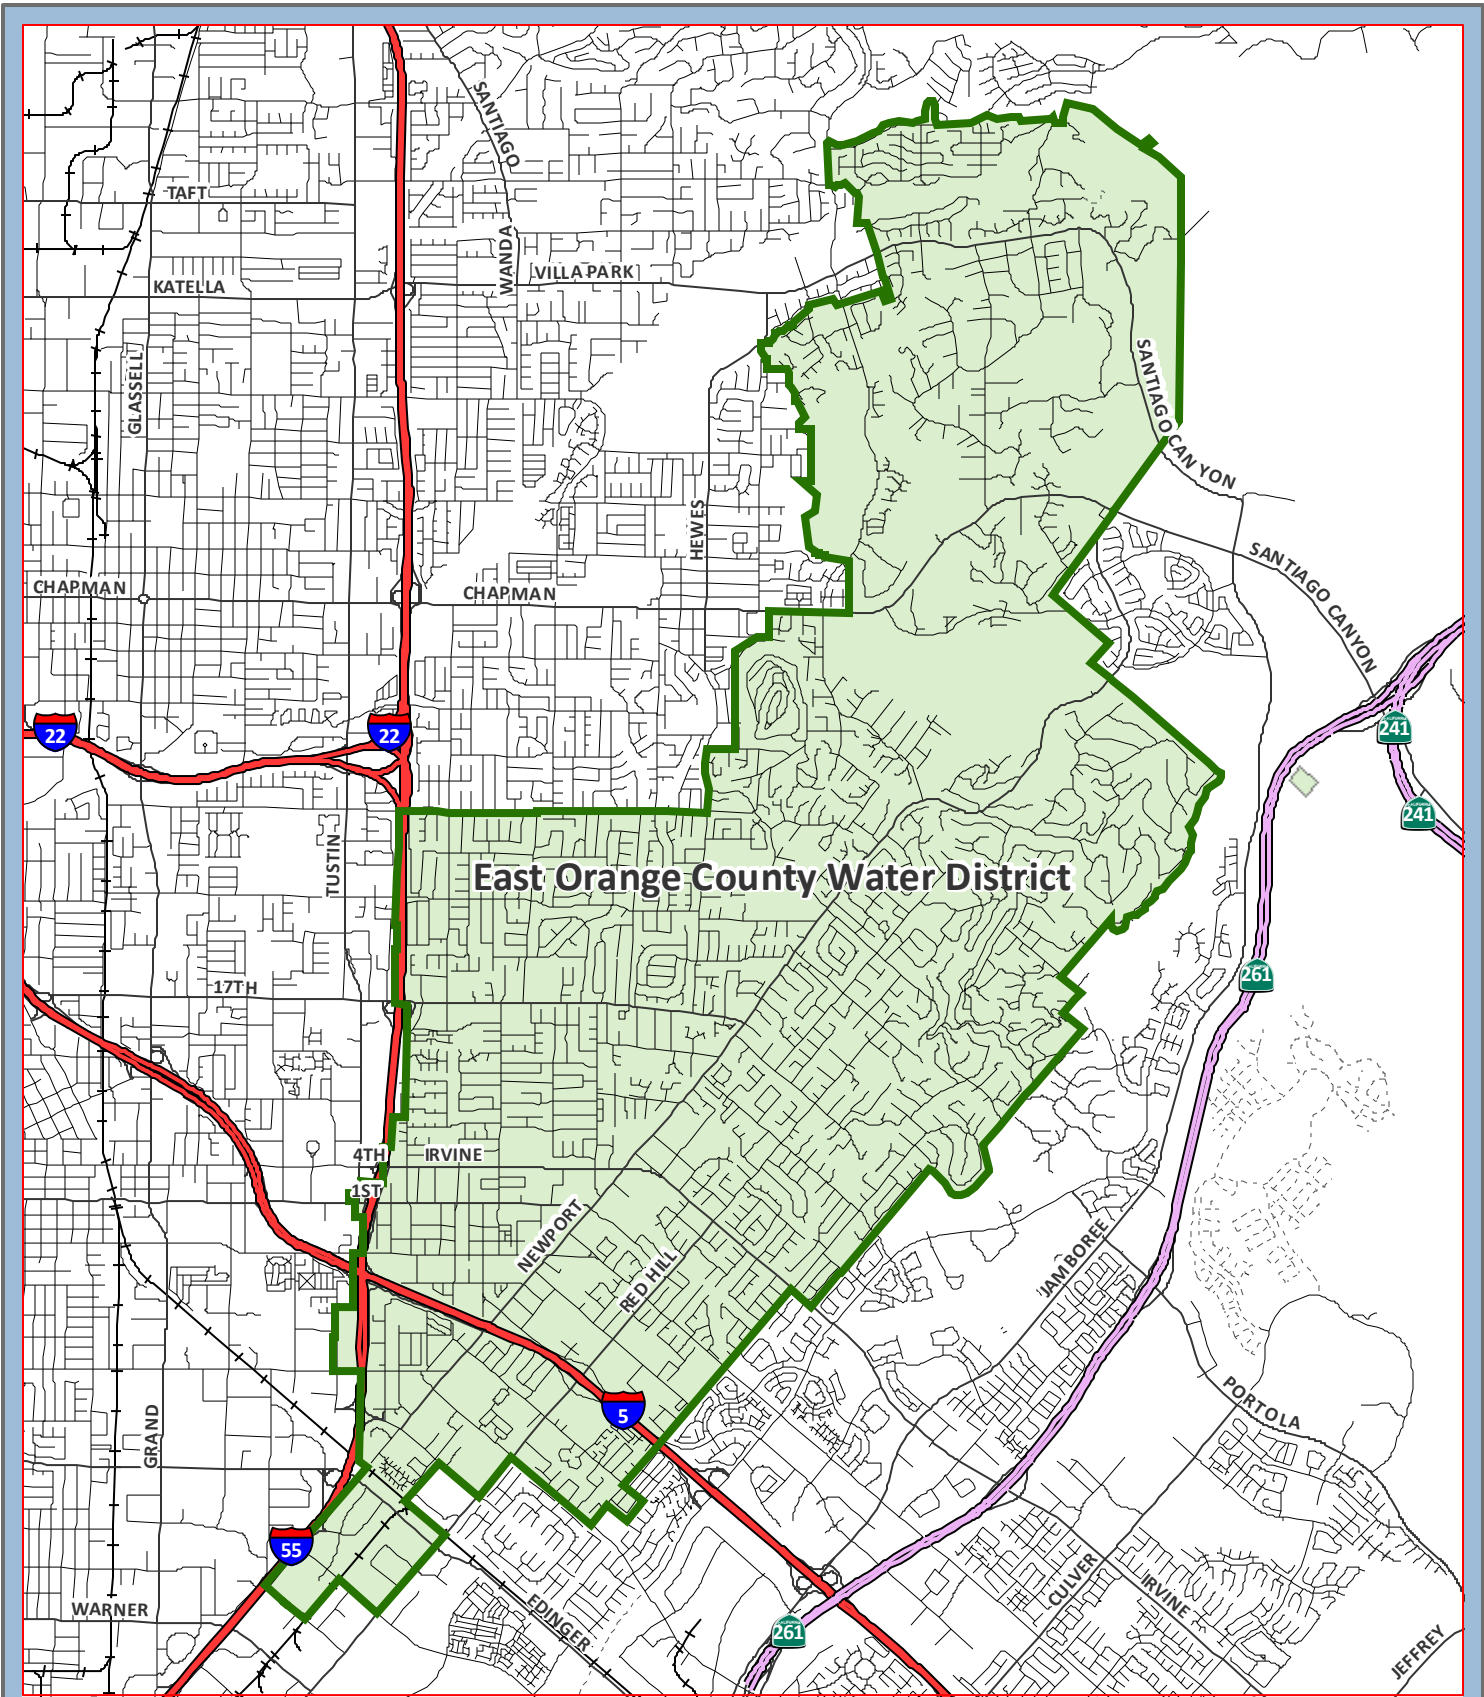 SANTIAGO
TAFT
WANDA
VILLA PARK
KATELLA
GLASSELL
SANTIAGO CANYON
HEWES
SANTIAGO CANYON
CHAPMAN
CHAPMAN
22
22
241
241
TUSTIN
East Orange County Water District
17TH
261
4TH
IRVINE
1ST
NEWPORT
RED HILL
JAMBOREE
5
PORTOLA
GRAND
55
WARNER
EDINGER
CULVER
IRVINE
261
JEFFREY